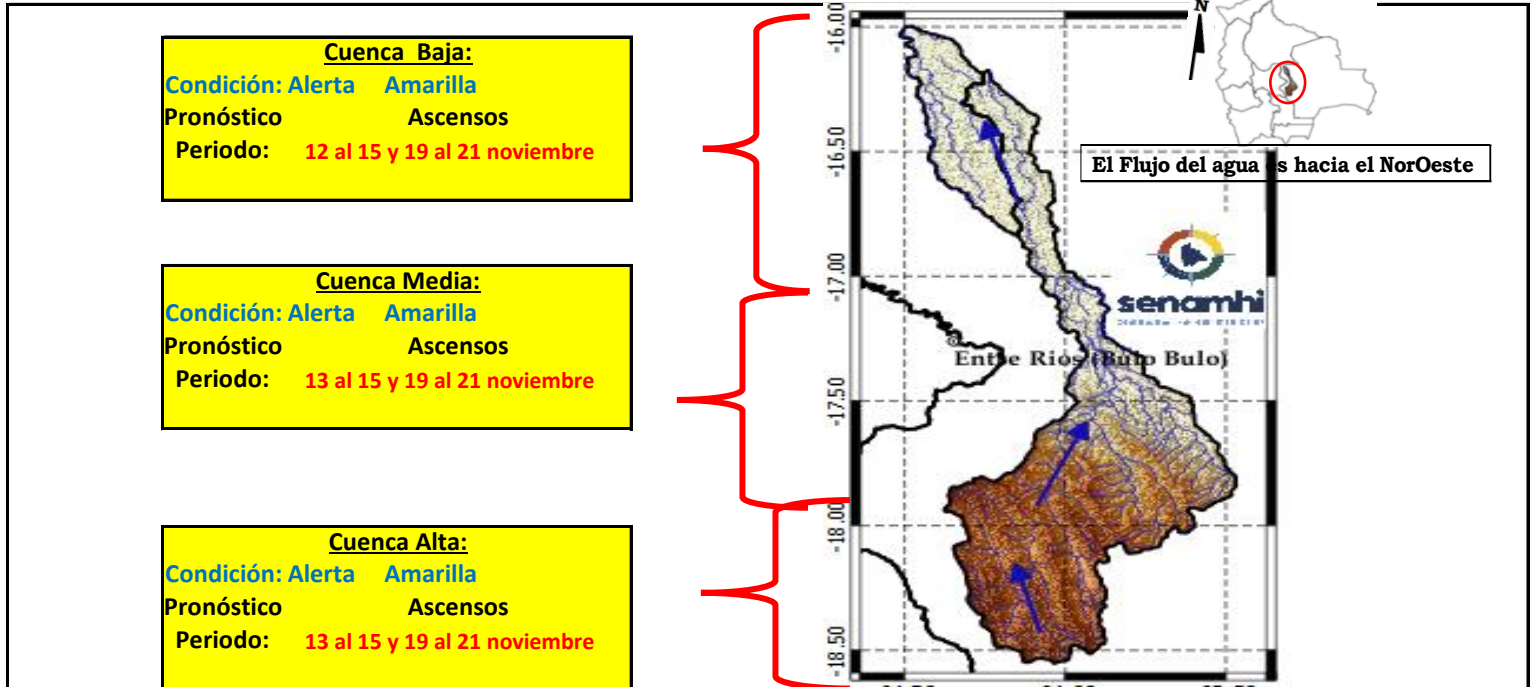 Cuenca Baja:
Condición: Alerta Amarilla
Pronóstico Ascensos
Periodo: 12 al 15 y 19 al 21 noviembre
Cuenca Media:
Condición: Alerta Amarilla
Pronóstico Ascensos
Periodo: 13 al 15 y 19 al 21 noviembre
Cuenca Alta:
Condición: Alerta Amarilla
Pronóstico Ascensos
Periodo: 13 al 15 y 19 al 21 noviembre
N
El Flujo del agua es hacia el NorOeste
senamhi
Entre Rios (Bulo Bulo)
-16.00
-16.50
-17.00
-17.50
-18.00
-18.50